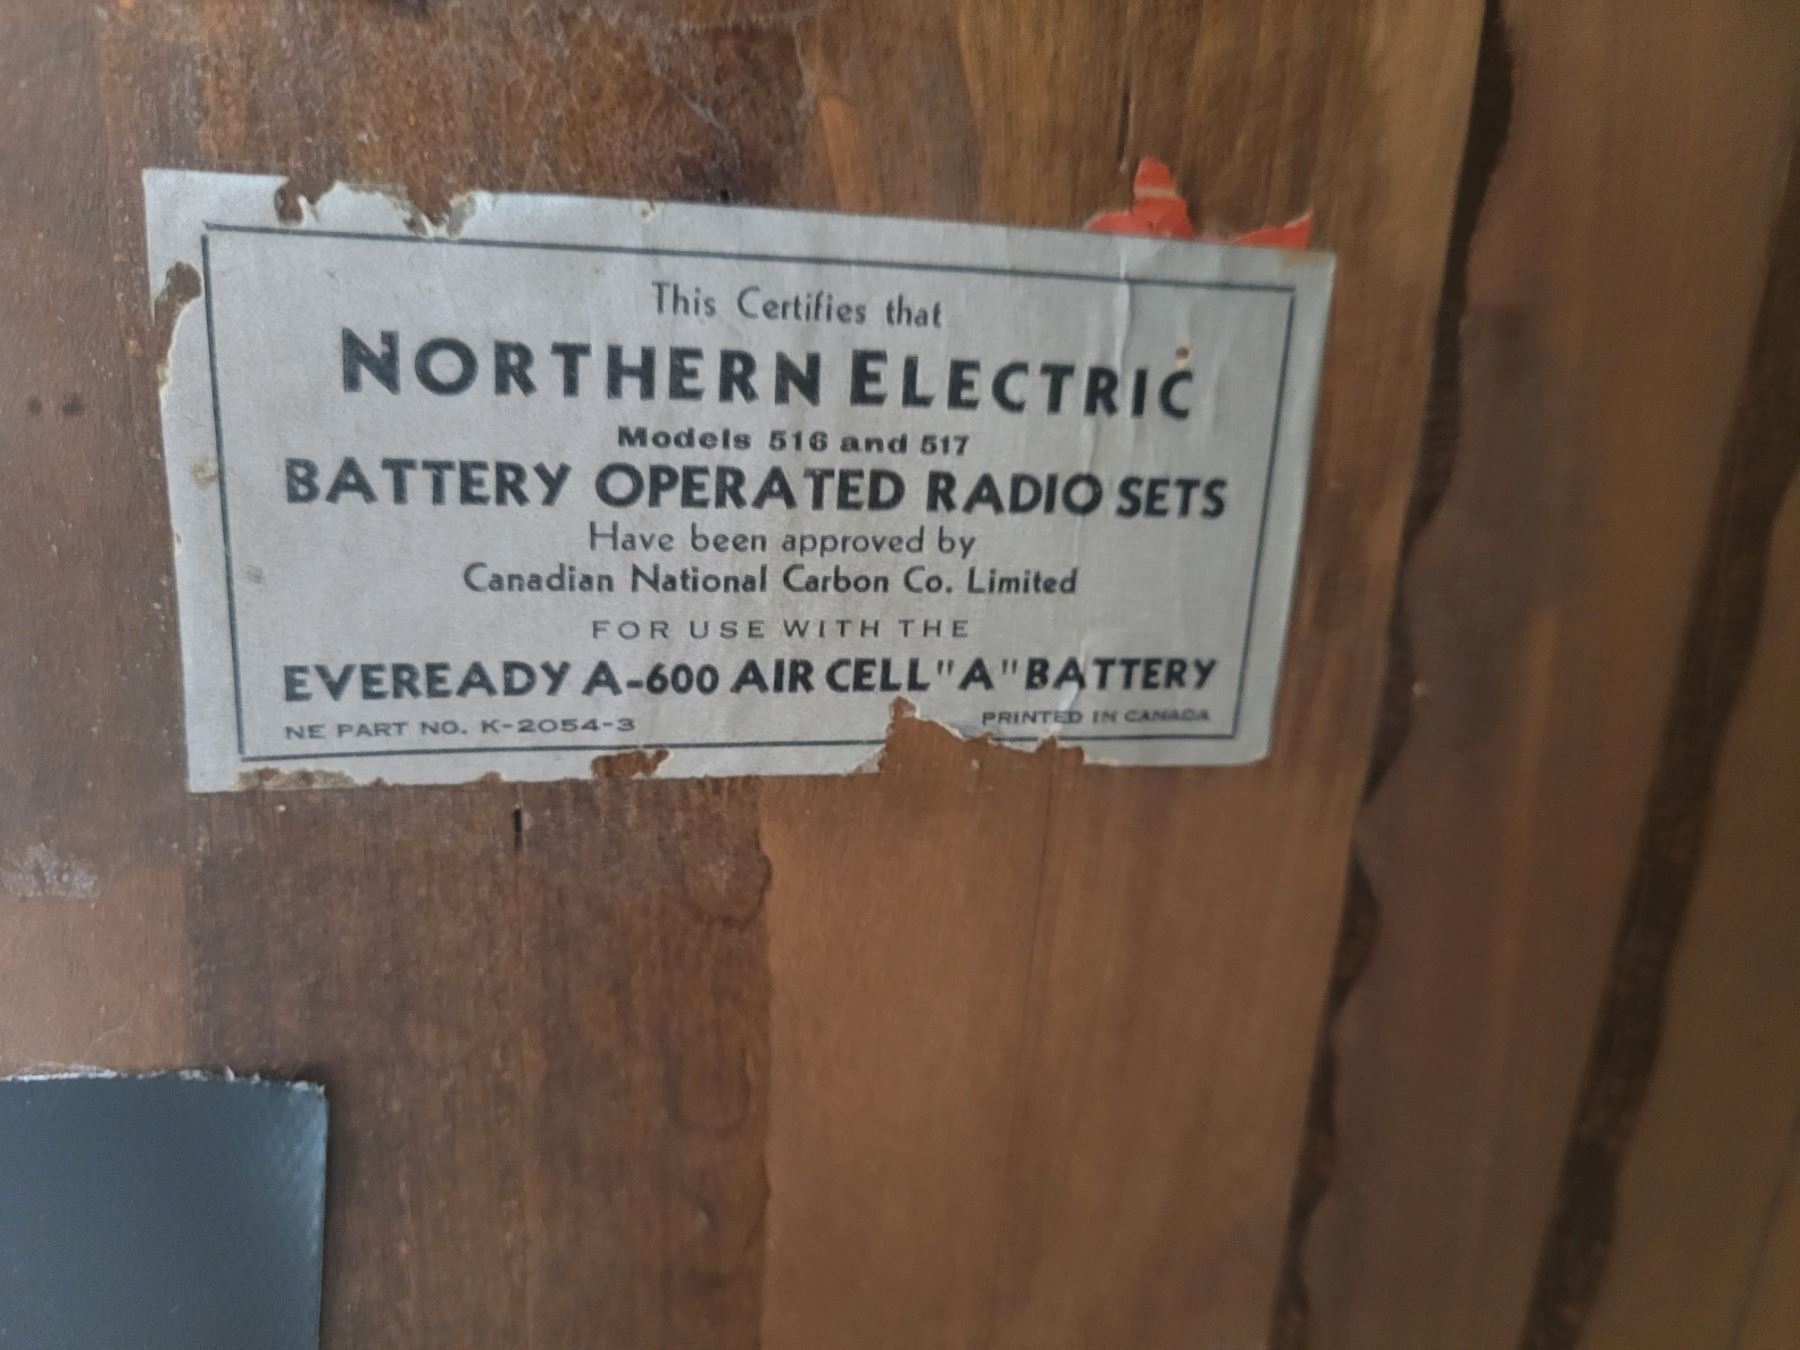 This Certifies that
NORTHERN ELECTRIC
Models 516 and 517
BATTERY OPERATED RADIO SETS
Have been approved by
Canadian National Carbon Co. Limited
FOR USE WITH THE
EVEREADY A-600 AIR CELL "A" BATTERY
NE PART NO. K-2054-3 PRINTED IN CANADA